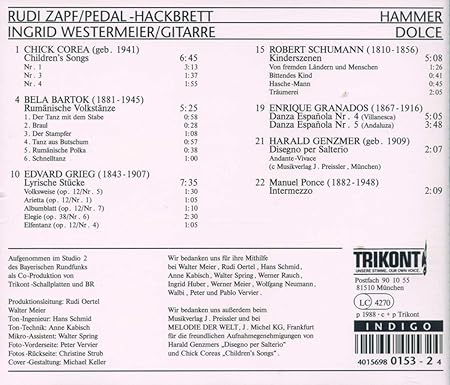 RUDI ZAPF/PEDAL-HACKBRETT
INGRID WESTERMEIER/GITARRE
HAMMER
DOLCE
1 CHICK COREA (geb. 1941)
Children's Songs 6:45
Nr. 1 3:13
Nr. 3 1:37
Nr. 4 1:55
4 BELA BARTOK (1881-1945)
Rumänische Volkstänze 5:25
1. Der Tanz mit dem Stabe 0:58
2. Braul 0:28
3. Der Stampfer 1:08
4. Tanz aus Butschum 0:57
5. Rumänische Polka 0:38
6. Schnelltanz 1:00
10 EDVARD GRIEG (1843-1907)
Lyrische Stücke 7:35
Volksweise (op. 12/Nr. 5) 1:30
Arietta (op. 12/Nr. 1) 1:05
Albumblatt (op. 12/Nr. 7) 1:10
Elegie (op. 38/Nr. 6) 2:30
Elfentanz (op. 12/Nr. 4) 1:05
15 ROBERT SCHUMANN (1810-1856)
Kinderszenen 5:08
Von fremden Ländern und Menschen 1:26
Bittendes Kind 0:43
Hasche-Mann 0:35
Träumerei 2:05
19 ENRIQUE GRANADOS (1867-1916)
Danza Española Nr. 4 (Villanesca) 5:05
Danza Española Nr. 5 (Andaluza) 3:48
21 HARALD GENZMER (geb. 1909)
Disegno per Salterio 2:07
Andante-Vivace
(c Musikverlag J. Preissler, München)
22 Manuel Ponce (1882-1948)
Intermezzo 2:09
Aufgenommen im Studio 2
des Bayerischen Rundfunks
als Co-Produktion von
Trikont-Schallplatten und BR
Produktionsleitung: Rudi Oertel
Walter Meier
Ton-Ingenieur: Hans Schmid
Ton-Technik: Anne Kabisch
Mikro-Assistent: Walter Spring
Foto-Vorderseite: Peter Vervier
Fotos-Rückseite: Christine Strub
Cover-Gestaltung: Michael Keller
Wir bedanken uns für ihre Mithilfe
bei Walter Meier, Rudi Oertel, Hans Schmid,
Anne Kabisch, Walter Spring, Werner Rauch,
Ingrid Huber, Werner Meier, Wolfgang Neumann,
Walbi, Peter und Pablo Vervier.
Wir bedanken uns außerdem beim
Musikverlag J. Preissler und bei
MELODIE DER WELT, J. Michel KG, Frankfurt
für die freundlichen Aufnahmegenehmigungen von
Harald Genzmers „Disegno per Salterio"
und Chick Coreas „Children's Songs".
TRIKONT
UNSERE STIMME. OUR OWN VOICE.
Postfach 90 10 55
81510 München
LC 4270
p 1988 · c + p Trikont
INDIGO
4015698 0153-2 4